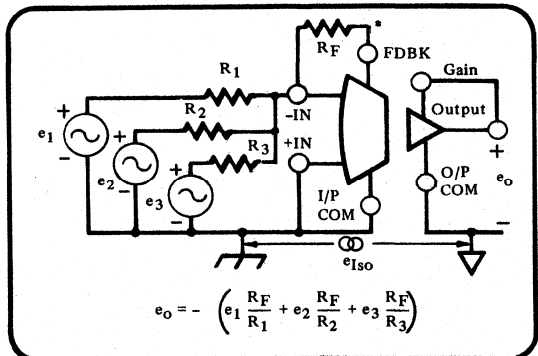 R_F
*
FDBK
Gain
R_1
-IN
Output
+
e_1
-
R_2
+
e_2
-
R_3
+
e_3
-
+IN
I/P
COM
O/P
COM
+
e_o
-
e_Iso
e_o = - (e_1 R_F/R_1 + e_2 R_F/R_2 + e_3 R_F/R_3)